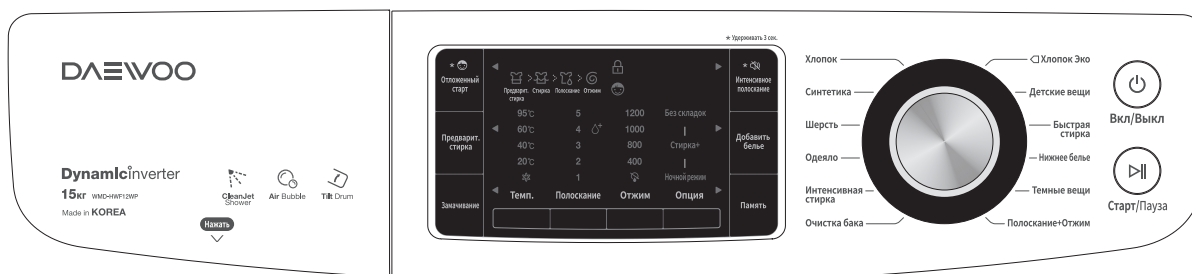 * Удерживать 3 сек.
DAEWOO
Dynamic inverter
15кг WMD-HWF12WP
Made in KOREA
CleanJet
Shower
Air Bubble
Tilt Drum
Нажать
*
Отложенный
старт
Предварит.
стирка
Замачивание
> > >
Предварит.
стирка
Стирка
Полоскание
Отжим
95℃ 5 1200 Без складок
60℃ 4 + 1000 |
40℃ 3 800 Стирка+
20℃ 2 400 |
1 Ночной режим
Темп. Полоскание Отжим Опция
*
Интенсивное
полоскание
Добавить
белье
Память
Хлопок
Синтетика
Шерсть
Одеяло
Интенсивная
стирка
Очистка бака
Хлопок Эко
Детские вещи
Быстрая
стирка
Нижнее белье
Темные вещи
Полоскание+Отжим
Вкл/Выкл
Старт/Пауза